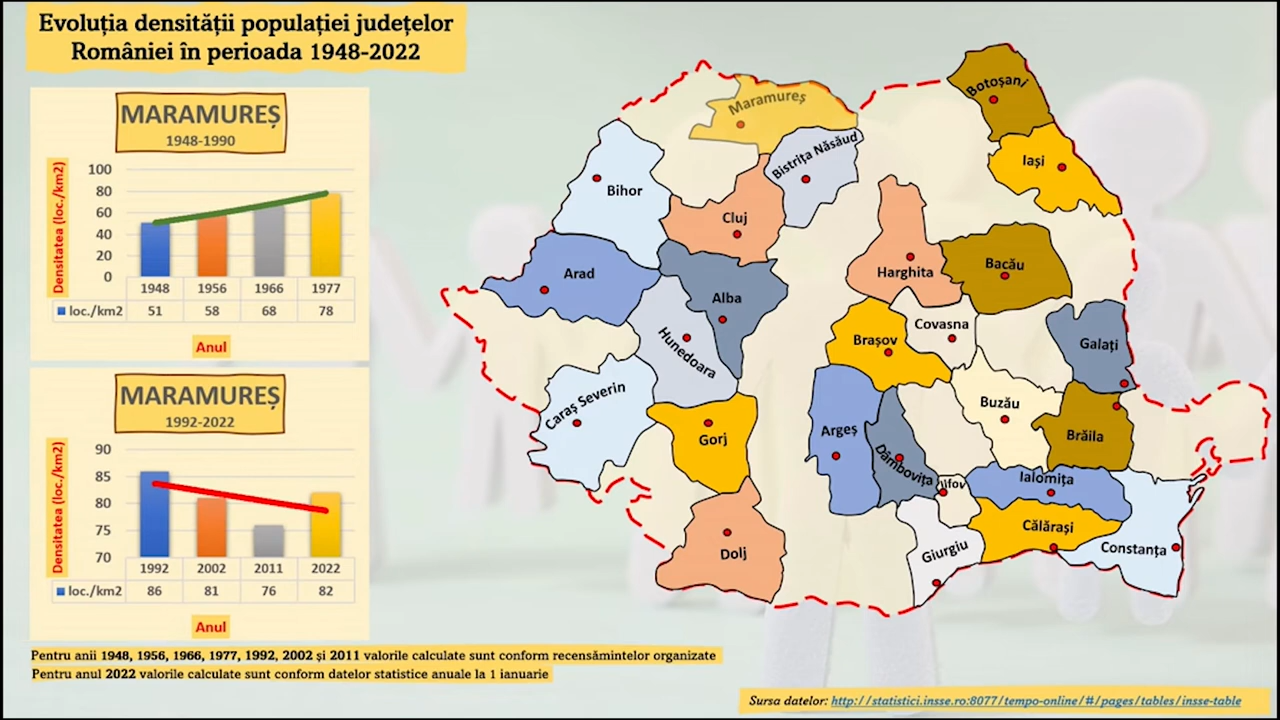 Evoluția densității populației județelor
României în perioada 1948-2022
MARAMUREȘ
1948-1990
Densitatea (loc./km2)
100
80
60
40
20
0
1948 1956 1966 1977
loc./km2 51 58 68 78
Anul
MARAMUREȘ
1992-2022
Densitatea (loc./km2)
90
85
80
75
70
1992 2002 2011 2022
loc./km2 86 81 76 82
Anul
Maramureș
Botoșani
Bistrița Năsăud
Iași
Bihor
Cluj
Harghita
Bacău
Arad
Alba
Hunedoara
Brașov
Covasna
Galați
Caraș Severin
Gorj
Argeș
Dâmbovița
Buzău
Brăila
Ilfov
Ialomița
Călărași
Constanța
Giurgiu
Dolj
Pentru anii 1948, 1956, 1966, 1977, 1992, 2002 și 2011 valorile calculate sunt conform recensămintelor organizate
Pentru anul 2022 valorile calculate sunt conform datelor statistice anuale la 1 ianuarie
Sursa datelor: http://statistici.insse.ro:8077/tempo-online/#/pages/tables/insse-table